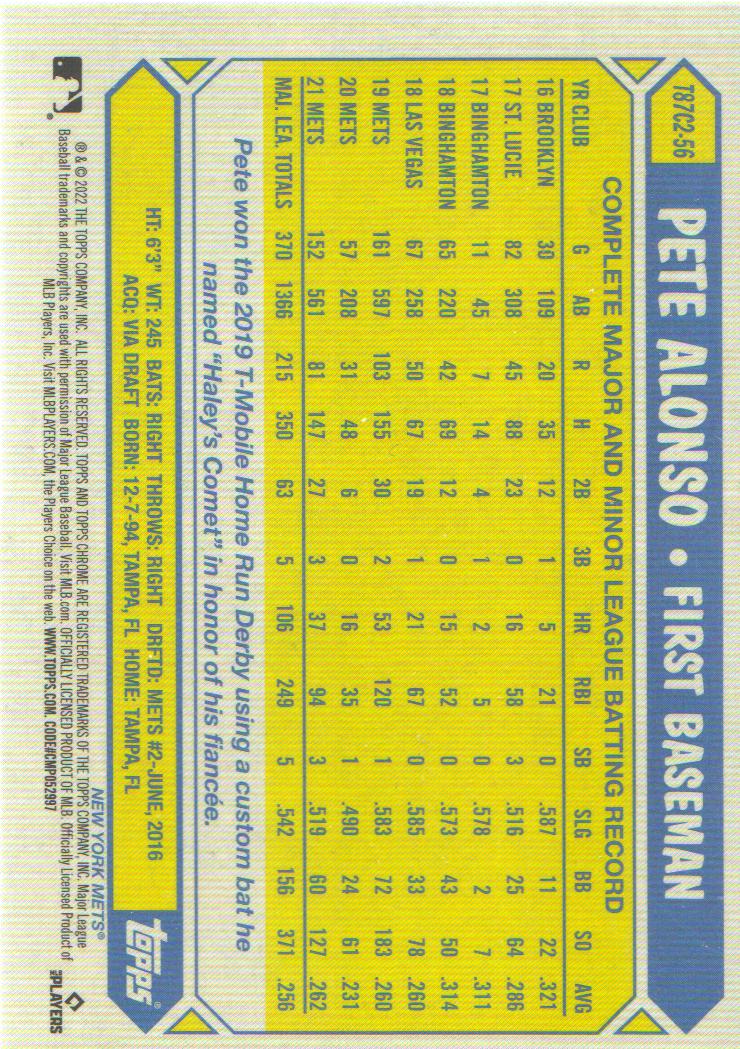 T87C2-56
PETE ALONSO • FIRST BASEMAN
COMPLETE MAJOR AND MINOR LEAGUE BATTING RECORD
YR CLUB G AB R H 2B 3B HR RBI SB SLG BB SO AVG
16 BROOKLYN 30 109 20 35 12 1 5 21 0 .587 11 22 .321
17 ST. LUCIE 82 308 45 88 23 0 16 58 3 .516 25 64 .286
17 BINGHAMTON 11 45 7 14 4 1 2 5 0 .578 2 7 .311
18 BINGHAMTON 65 220 42 69 12 0 15 52 0 .573 43 50 .314
18 LAS VEGAS 67 258 50 67 19 1 21 67 0 .585 33 78 .260
19 METS 161 597 103 155 30 2 53 120 1 .583 72 183 .260
20 METS 57 208 31 48 6 0 16 35 1 .490 24 61 .231
21 METS 152 561 81 147 27 3 37 94 3 .519 60 127 .262
MAJ. LEA. TOTALS 370 1366 215 350 63 5 106 249 5 .542 156 371 .256
Pete won the 2019 T-Mobile Home Run Derby using a custom bat he
named "Haley's Comet" in honor of his fiancée.
HT: 6'3" WT: 245 BATS: RIGHT THROWS: RIGHT DRFTD: METS #2-JUNE, 2016
ACQ: VIA DRAFT BORN: 12-7-94, TAMPA, FL HOME: TAMPA, FL
topps®
NEW YORK METS®
® & © 2022 THE TOPPS COMPANY, INC. ALL RIGHTS RESERVED. TOPPS AND TOPPS CHROME ARE REGISTERED TRADEMARKS OF THE TOPPS COMPANY, INC. Major League
Baseball trademarks and copyrights are used with permission of Major League Baseball. Visit MLB.com. OFFICIALLY LICENSED PRODUCT OF MLB. Officially Licensed Product of
MLB Players, Inc. Visit MLBPLAYERS.COM, the Players Choice on the web. WWW.TOPPS.COM. CODE#CMP052997
PLAYERS